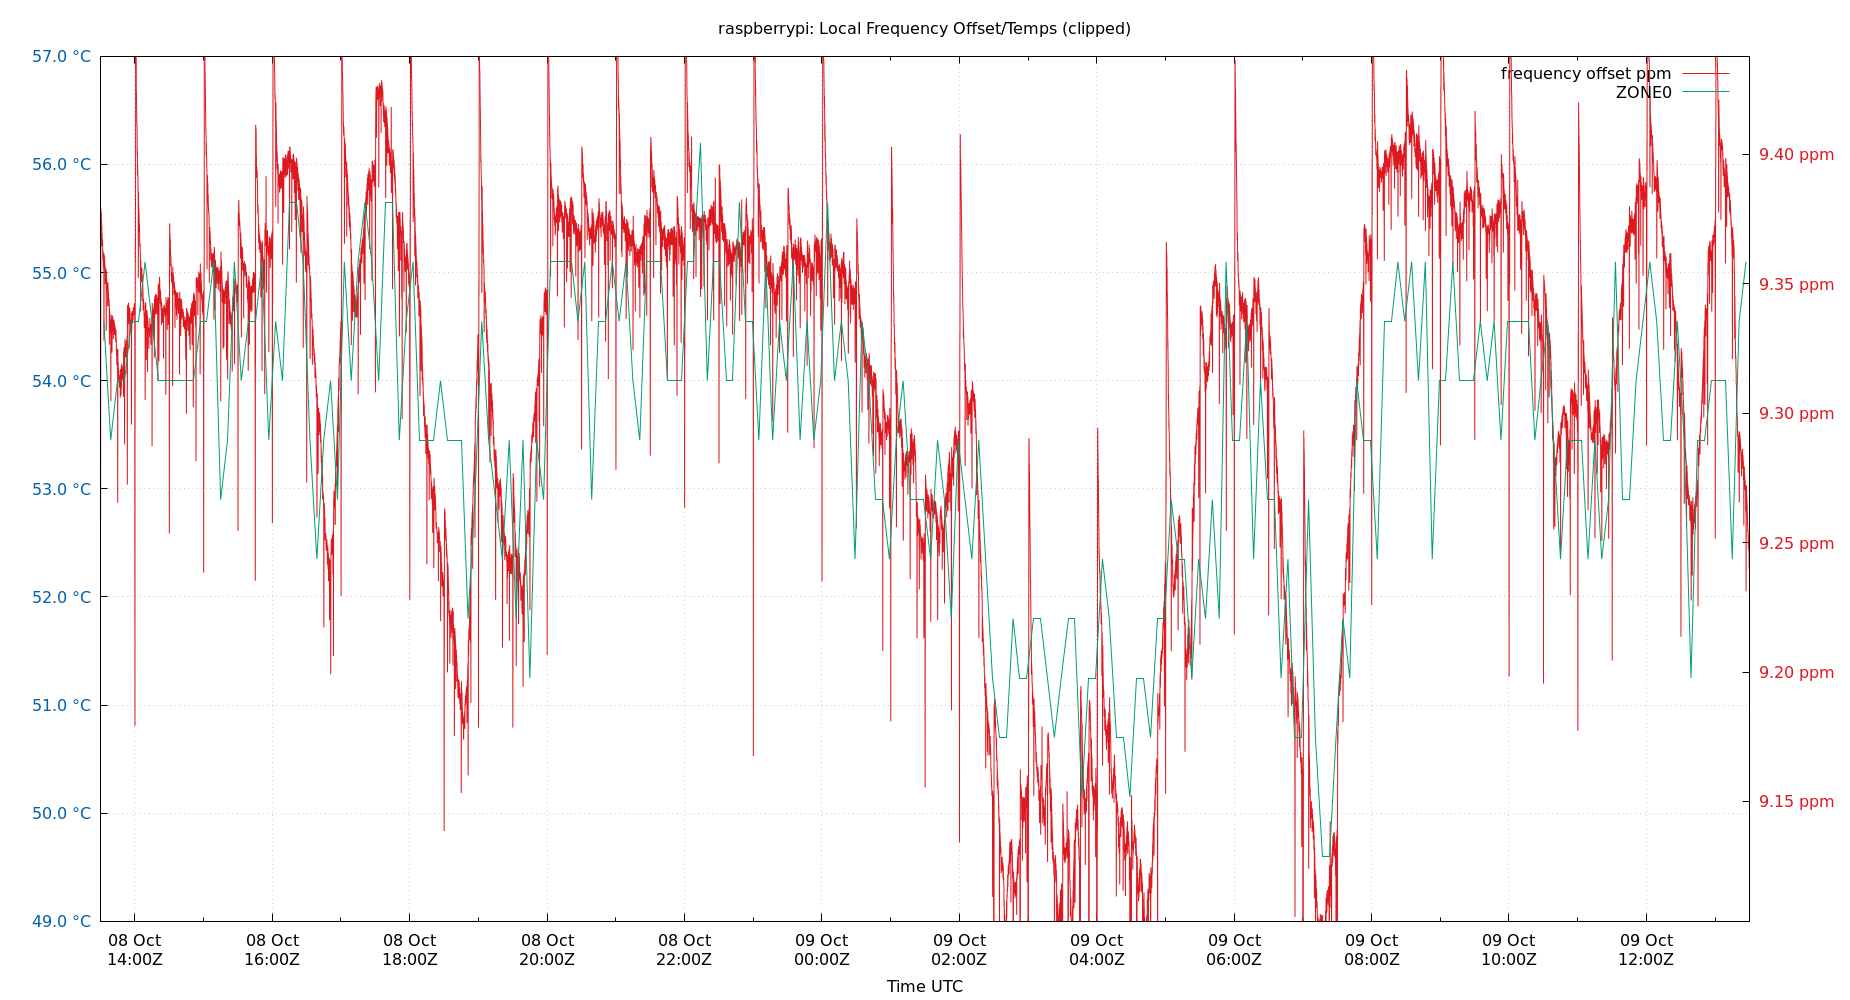 raspberrypi: Local Frequency Offset/Temps (clipped)
frequency offset ppm
ZONE0
57.0 °C
56.0 °C
55.0 °C
54.0 °C
53.0 °C
52.0 °C
51.0 °C
50.0 °C
49.0 °C
9.40 ppm
9.35 ppm
9.30 ppm
9.25 ppm
9.20 ppm
9.15 ppm
08 Oct 08 Oct 08 Oct 08 Oct 08 Oct 09 Oct 09 Oct 09 Oct 09 Oct 09 Oct 09 Oct 09 Oct
14:00Z 16:00Z 18:00Z 20:00Z 22:00Z 00:00Z 02:00Z 04:00Z 06:00Z 08:00Z 10:00Z 12:00Z
Time UTC